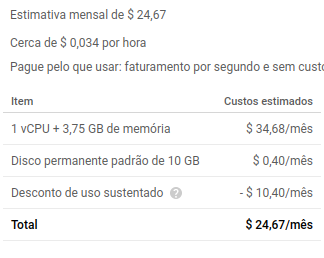 Estimativa mensal de $ 24,67
Cerca de $ 0,034 por hora
Pague pelo que usar: faturamento por segundo e sem
Item Custos estimados
1 vCPU + 3,75 GB de memória $ 34,68/mês
Disco permanente padrão de 10 GB $ 0,40/mês
Desconto de uso sustentado ? - $ 10,40/mês
Total $ 24,67/mês